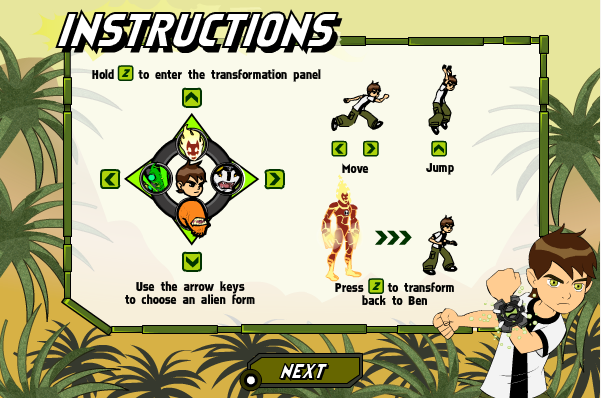 INSTRUCTIONS
Hold Z to enter the transformation panel
Move
Jump
Use the arrow keys
to choose an alien form
Press Z to transform
back to Ben
NEXT